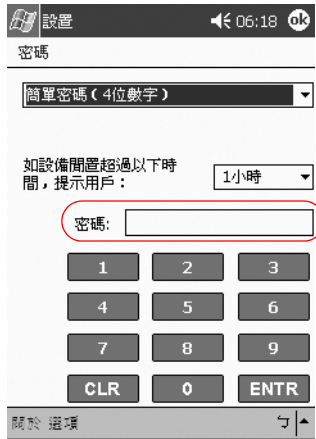 設置 06:18 ok
密碼
簡單密碼(4位數字)
如設備閒置超過以下時
間,提示用戶: 1小時
密碼:
1 2 3
4 5 6
7 8 9
CLR 0 ENTR
關於 選項 ㄅ